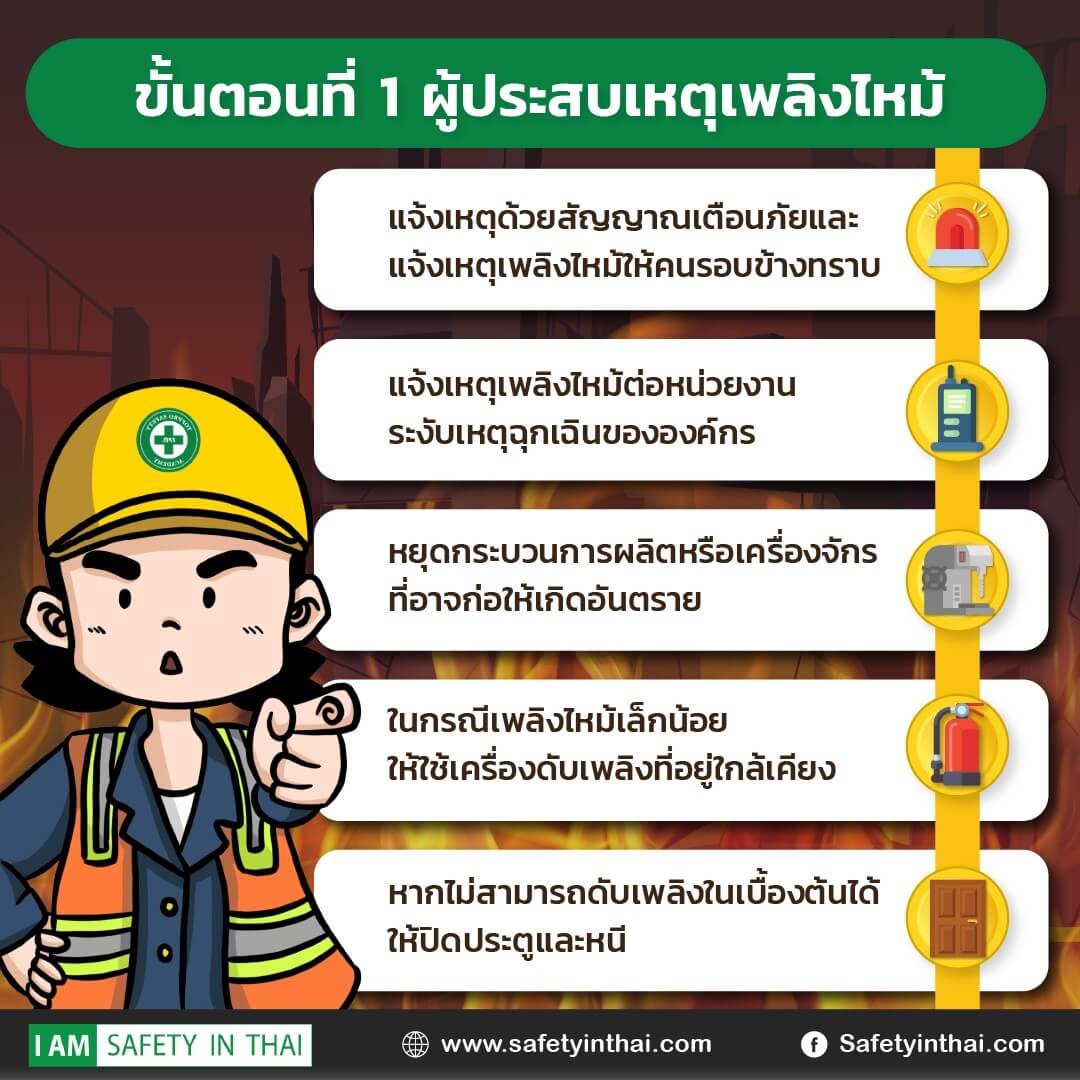 ขั้นตอนที่ 1 ผู้ประสบเหตุเพลิงไหม้
แจ้งเหตุด้วยสัญญาณเตือนภัยและ
แจ้งเหตุเพลิงไหม้ให้คนรอบข้างทราบ
แจ้งเหตุเพลิงไหม้ต่อหน่วยงาน
ระงับเหตุฉุกเฉินขององค์กร
หยุดกระบวนการผลิตหรือเครื่องจักร
ที่อาจก่อให้เกิดอันตราย
ในกรณีเพลิงไหม้เล็กน้อย
ให้ใช้เครื่องดับเพลิงที่อยู่ใกล้เคียง
หากไม่สามารถดับเพลิงในเบื้องต้นได้
ให้ปิดประตูและหนี
I AM SAFETY IN THAI
www.safetyinthai.com
Safetyinthai.com